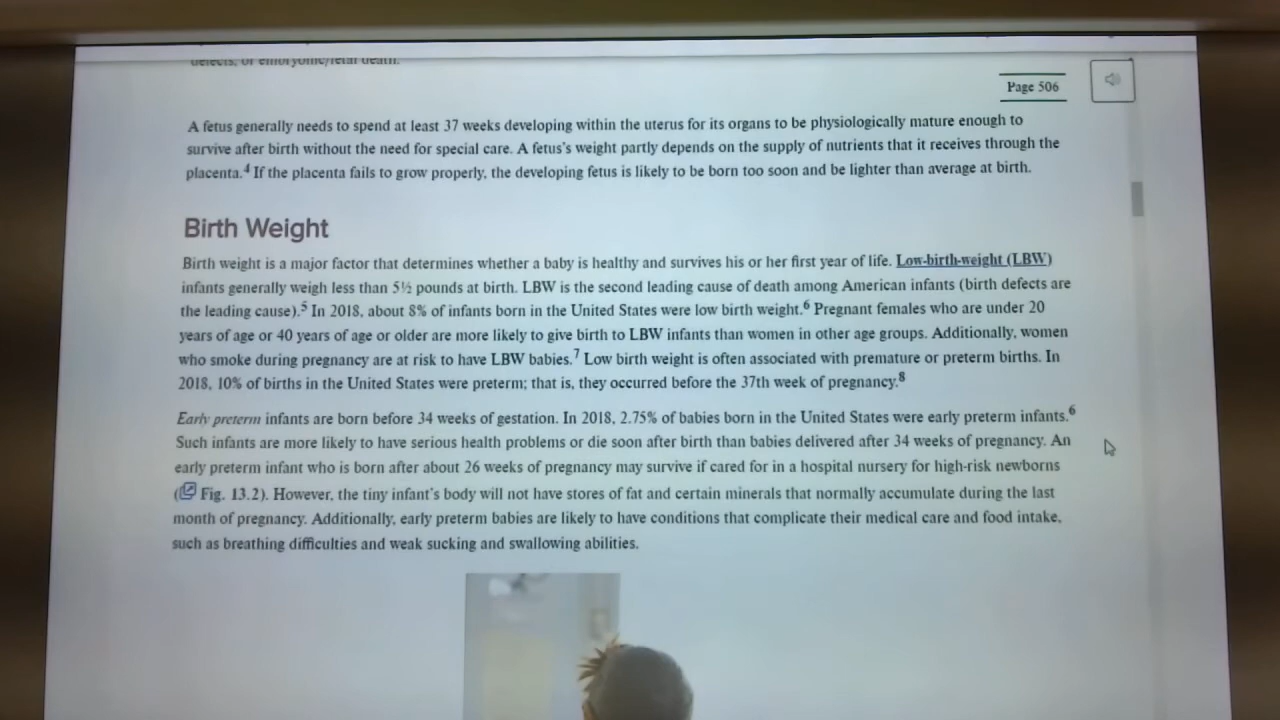 defects, or embryonic/fetal death.
Page 506
A fetus generally needs to spend at least 37 weeks developing within the uterus for its organs to be physiologically mature enough to
survive after birth without the need for special care. A fetus's weight partly depends on the supply of nutrients that it receives through the
placenta.4 If the placenta fails to grow properly, the developing fetus is likely to be born too soon and be lighter than average at birth.
Birth Weight
Birth weight is a major factor that determines whether a baby is healthy and survives his or her first year of life. Low-birth-weight (LBW)
infants generally weigh less than 5½ pounds at birth. LBW is the second leading cause of death among American infants (birth defects are
the leading cause).5 In 2018, about 8% of infants born in the United States were low birth weight.6 Pregnant females who are under 20
years of age or 40 years of age or older are more likely to give birth to LBW infants than women in other age groups. Additionally, women
who smoke during pregnancy are at risk to have LBW babies.7 Low birth weight is often associated with premature or preterm births. In
2018, 10% of births in the United States were preterm; that is, they occurred before the 37th week of pregnancy.8
Early preterm infants are born before 34 weeks of gestation. In 2018, 2.75% of babies born in the United States were early preterm infants.6
Such infants are more likely to have serious health problems or die soon after birth than babies delivered after 34 weeks of pregnancy. An
early preterm infant who is born after about 26 weeks of pregnancy may survive if cared for in a hospital nursery for high-risk newborns
( Fig. 13.2). However, the tiny infant's body will not have stores of fat and certain minerals that normally accumulate during the last
month of pregnancy. Additionally, early preterm babies are likely to have conditions that complicate their medical care and food intake,
such as breathing difficulties and weak sucking and swallowing abilities.